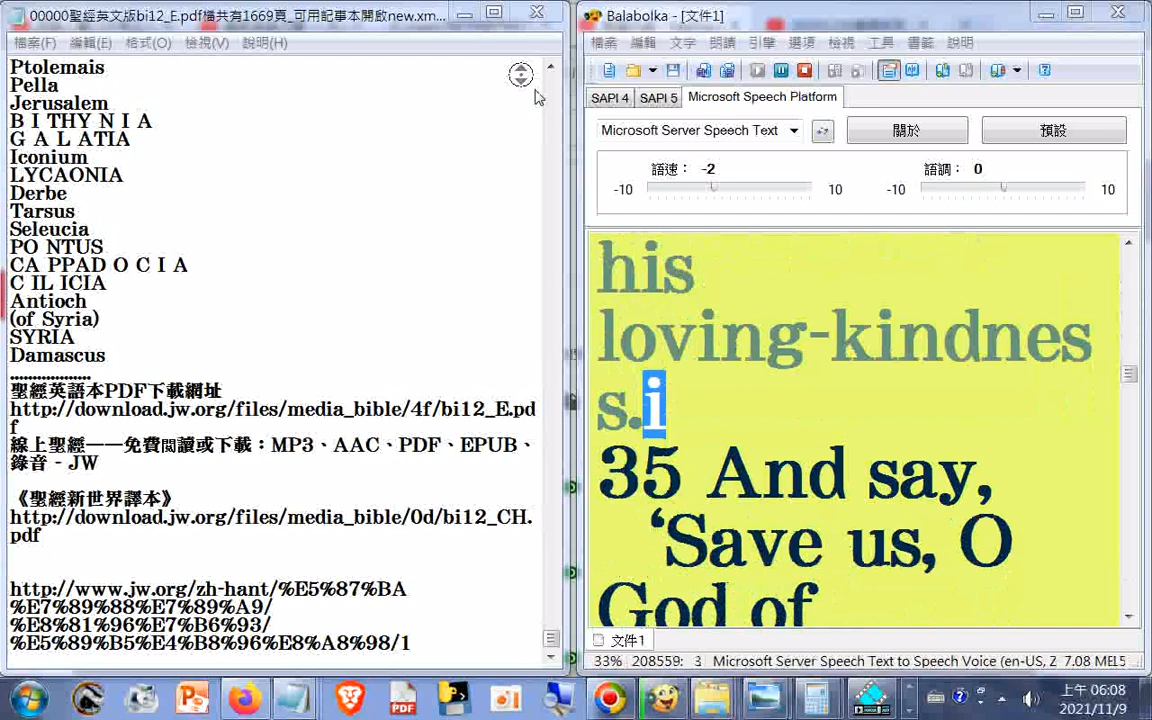 00000聖經英文版bi12_E.pdf檔共有1669頁_可用記事本開啟new.xm...
檔案(F) 編輯(E) 格式(O) 檢視(V) 說明(H)
Ptolemais
Pella
Jerusalem
B I THY N I A
G A L ATIA
Iconium
LYCAONIA
Derbe
Tarsus
Seleucia
PO NTUS
CA PPAD O C I A
C IL ICIA
Antioch
(of Syria)
SYRIA
Damascus
..................
聖經英語本PDF下載網址
http://download.jw.org/files/media_bible/4f/bi12_E.pd
f
線上聖經——免費閱讀或下載：MP3、AAC、PDF、EPUB、
錄音 - JW
《聖經新世界譯本》
http://download.jw.org/files/media_bible/0d/bi12_CH.
pdf
http://www.jw.org/zh-hant/%E5%87%BA
%E7%89%88%E7%89%A9/
%E8%81%96%E7%B6%93/
%E5%89%B5%E4%B8%96%E8%A8%98/1
Balabolka - [文件1]
檔案 編輯 文字 朗讀 引擎 選項 檢視 工具 書籤 說明
SAPI 4 SAPI 5 Microsoft Speech Platform
Microsoft Server Speech Text 關於 預設
語速： -2 語調： 0
-10 10 -10 10
his
loving-kindnes
s.i
35 And say,
‘Save us, O
God of
文件1
33% 208559: 3 Microsoft Server Speech Text to Speech Voice (en-US, Z 7.08 МБ
上午 06:08
2021/11/9